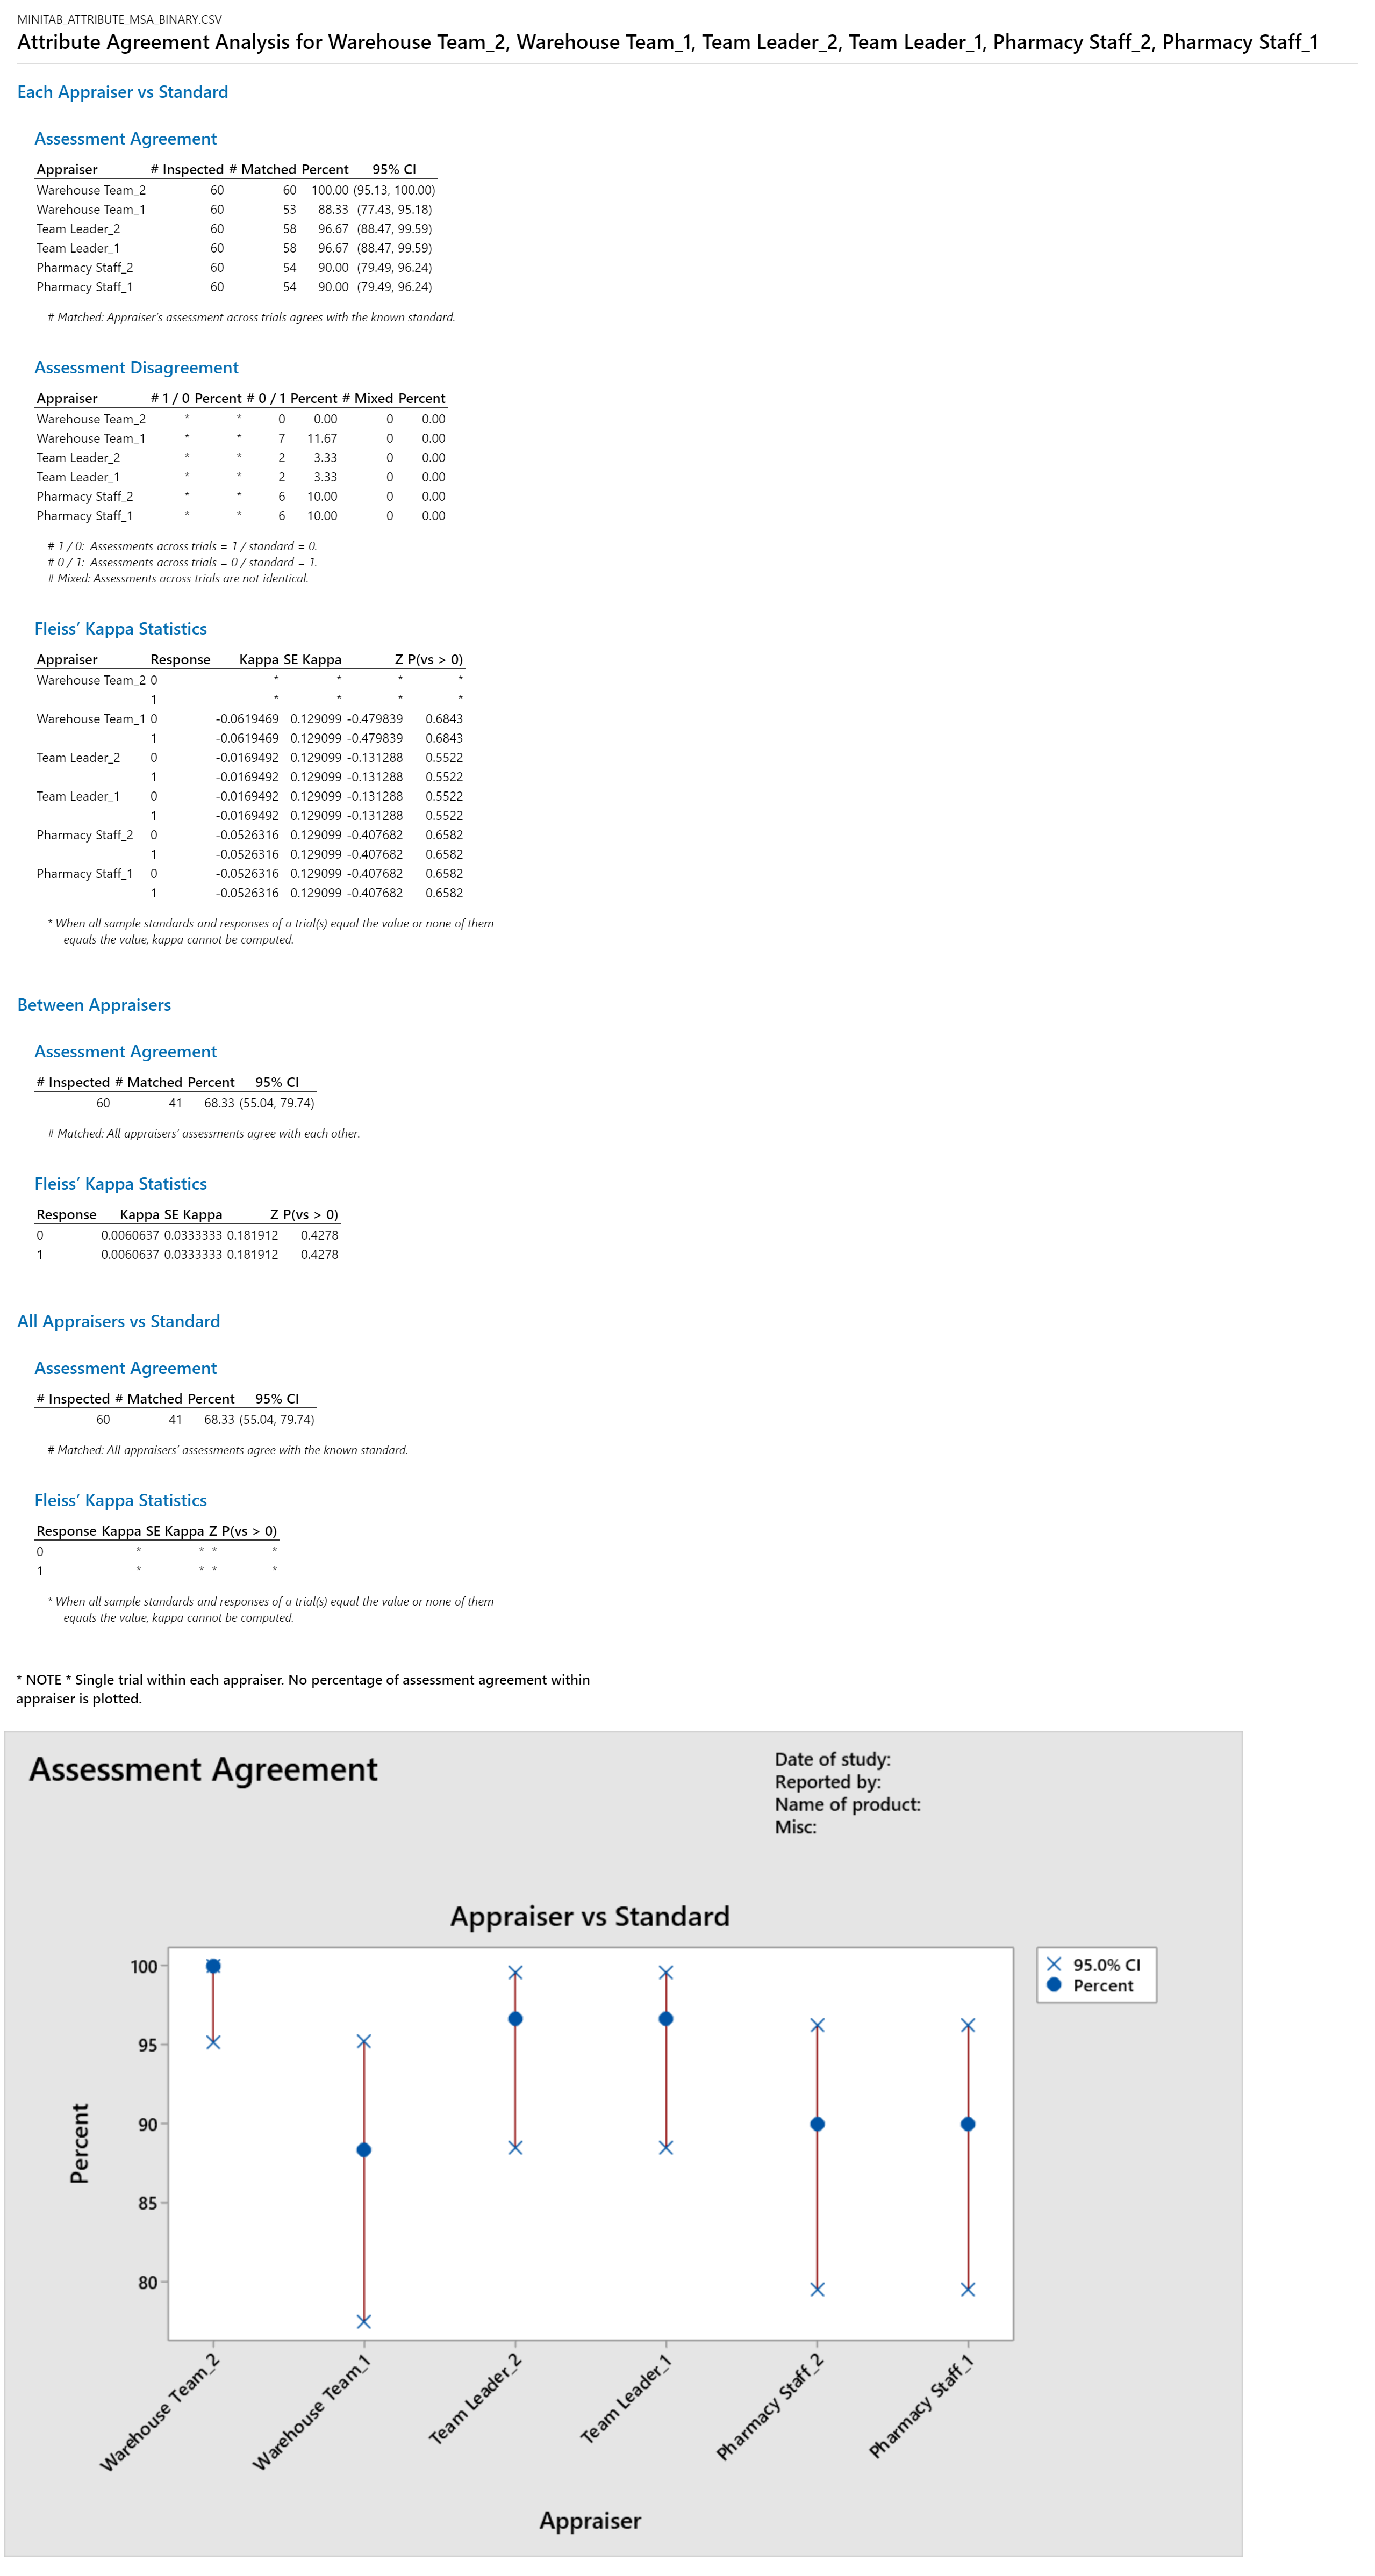 MINITAB_ATTRIBUTE_MSA_BINARY.CSV
Attribute Agreement Analysis for Warehouse Team_2, Warehouse Team_1, Team Leader_2, Team Leader_1, Pharmacy Staff_2, Pharmacy Staff_1
Each Appraiser vs Standard
Assessment Agreement
Appraiser # Inspected # Matched Percent 95% CI
Warehouse Team_2 60 60 100.00 (95.13, 100.00)
Warehouse Team_1 60 53 88.33 (77.43, 95.18)
Team Leader_2 60 58 96.67 (88.47, 99.59)
Team Leader_1 60 58 96.67 (88.47, 99.59)
Pharmacy Staff_2 60 54 90.00 (79.49, 96.24)
Pharmacy Staff_1 60 54 90.00 (79.49, 96.24)
# Matched: Appraiser's assessment across trials agrees with the known standard.
Assessment Disagreement
Appraiser # 1 / 0 Percent # 0 / 1 Percent # Mixed Percent
Warehouse Team_2 * * 0 0.00 0 0.00
Warehouse Team_1 * * 7 11.67 0 0.00
Team Leader_2 * * 2 3.33 0 0.00
Team Leader_1 * * 2 3.33 0 0.00
Pharmacy Staff_2 * * 6 10.00 0 0.00
Pharmacy Staff_1 * * 6 10.00 0 0.00
# 1 / 0: Assessments across trials = 1 / standard = 0.
# 0 / 1: Assessments across trials = 0 / standard = 1.
# Mixed: Assessments across trials are not identical.
Fleiss' Kappa Statistics
Appraiser Response Kappa SE Kappa Z P(vs > 0)
Warehouse Team_2 0 * * * *
1 * * * *
Warehouse Team_1 0 -0.0619469 0.129099 -0.479839 0.6843
1 -0.0619469 0.129099 -0.479839 0.6843
Team Leader_2 0 -0.0169492 0.129099 -0.131288 0.5522
1 -0.0169492 0.129099 -0.131288 0.5522
Team Leader_1 0 -0.0169492 0.129099 -0.131288 0.5522
1 -0.0169492 0.129099 -0.131288 0.5522
Pharmacy Staff_2 0 -0.0526316 0.129099 -0.407682 0.6582
1 -0.0526316 0.129099 -0.407682 0.6582
Pharmacy Staff_1 0 -0.0526316 0.129099 -0.407682 0.6582
1 -0.0526316 0.129099 -0.407682 0.6582
* When all sample standards and responses of a trial(s) equal the value or none of them
equals the value, kappa cannot be computed.
Between Appraisers
Assessment Agreement
# Inspected # Matched Percent 95% CI
60 41 68.33 (55.04, 79.74)
# Matched: All appraisers' assessments agree with each other.
Fleiss' Kappa Statistics
Response Kappa SE Kappa Z P(vs > 0)
0 0.0060637 0.0333333 0.181912 0.4278
1 0.0060637 0.0333333 0.181912 0.4278
All Appraisers vs Standard
Assessment Agreement
# Inspected # Matched Percent 95% CI
60 41 68.33 (55.04, 79.74)
# Matched: All appraisers' assessments agree with the known standard.
Fleiss' Kappa Statistics
Response Kappa SE Kappa Z P(vs > 0)
0 * * * *
1 * * * *
* When all sample standards and responses of a trial(s) equal the value or none of them
equals the value, kappa cannot be computed.
* NOTE * Single trial within each appraiser. No percentage of assessment agreement within
appraiser is plotted.
Assessment Agreement
Date of study:
Reported by:
Name of product:
Misc:
Appraiser vs Standard
95.0% CI
Percent
100
95
90
85
80
Percent
Warehouse Team_2
Warehouse Team_1
Team Leader_2
Team Leader_1
Pharmacy Staff_2
Pharmacy Staff_1
Appraiser